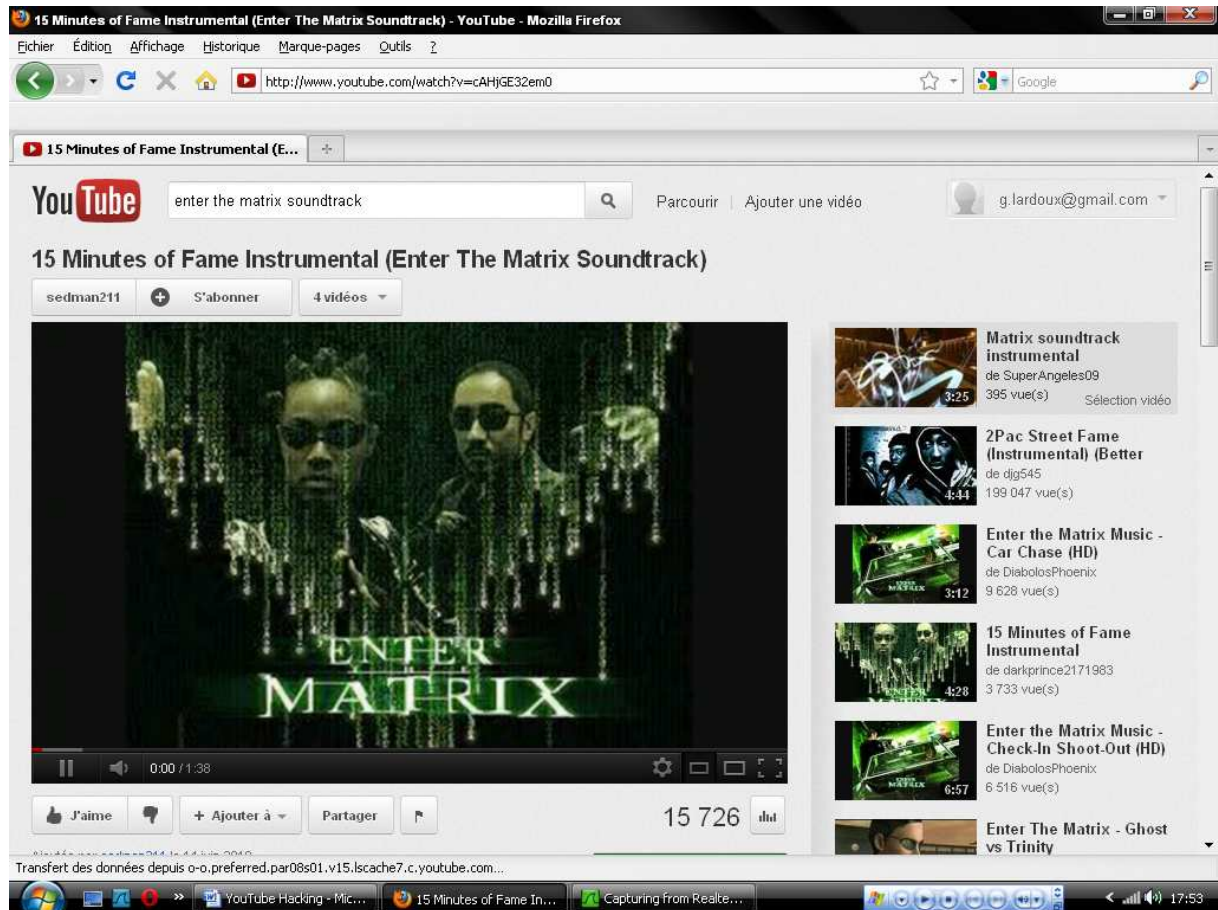 15 Minutes of Fame Instrumental (Enter The Matrix Soundtrack) - YouTube - Mozilla Firefox
Fichier Édition Affichage Historique Marque-pages Outils ?
http://www.youtube.com/watch?v=cAHjGE32em0
Google
15 Minutes of Fame Instrumental (E...
YouTube
enter the matrix soundtrack
Parcourir | Ajouter une vidéo
g.lardoux@gmail.com
15 Minutes of Fame Instrumental (Enter The Matrix Soundtrack)
sedman211 S'abonner 4 vidéos
ENTER
MATRIX
0:00 / 1:38
J'aime + Ajouter à Partager
15 726
Matrix soundtrack
instrumental
de SuperAngeles09
395 vue(s) Sélection vidéo
3:25
2Pac Street Fame
(Instrumental) (Better
de djg545
199 047 vue(s)
4:44
Enter the Matrix Music -
Car Chase (HD)
de DiabolosPhoenix
9 628 vue(s)
3:12
15 Minutes of Fame
Instrumental
de darkprince2171983
3 733 vue(s)
4:28
Enter the Matrix Music -
Check-In Shoot-Out (HD)
de DiabolosPhoenix
6 516 vue(s)
6:57
Enter The Matrix - Ghost
vs Trinity
Transfert des données depuis o-o.preferred.par08s01.v15.lscache7.c.youtube.com...
YouTube Hacking - Mic...
15 Minutes of Fame In...
Capturing from Realte...
17:53